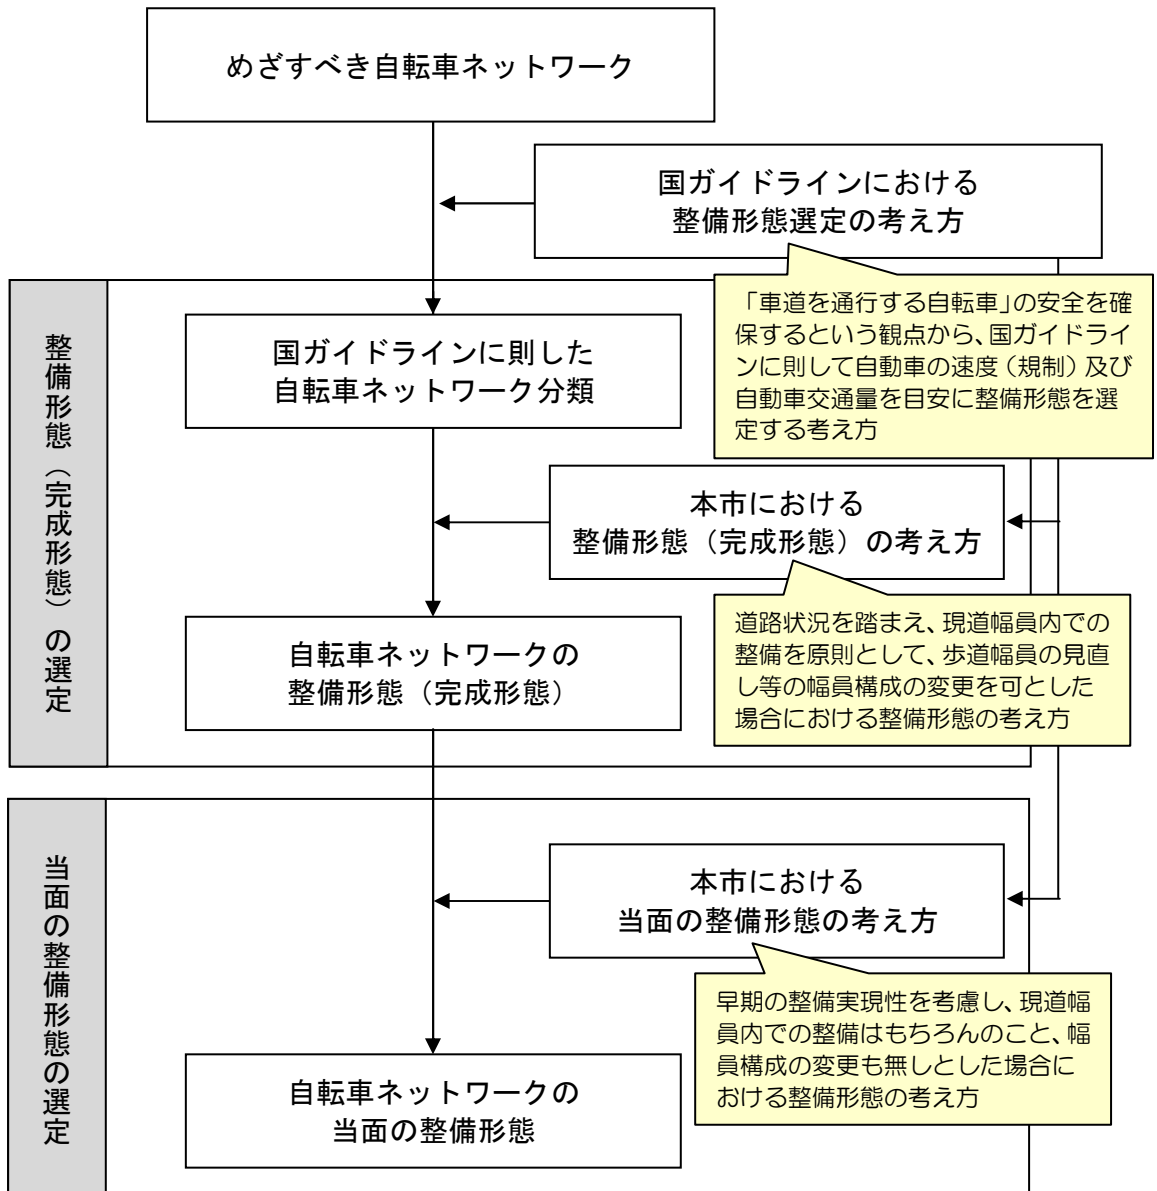 めざすべき自転車ネットワーク
国ガイドラインにおける
整備形態選定の考え方
「車道を通行する自転車」の安全を確
保するという観点から、国ガイドライ
ンに則して自動車の速度（規制）及び
自動車交通量を目安に整備形態を選
定する考え方
整備形態（完成形態）の選定
国ガイドラインに則した
自転車ネットワーク分類
本市における
整備形態（完成形態）の考え方
道路状況を踏まえ、現道幅員内での
整備を原則として、歩道幅員の見直
し等の幅員構成の変更を可とした
場合における整備形態の考え方
自転車ネットワークの
整備形態（完成形態）
当面の整備形態の選定
本市における
当面の整備形態の考え方
早期の整備実現性を考慮し、現道幅
員内での整備はもちろんのこと、幅
員構成の変更も無しとした場合に
おける整備形態の考え方
自転車ネットワークの
当面の整備形態